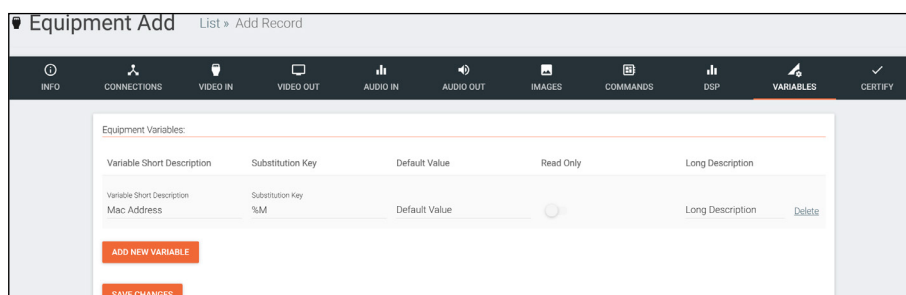 Equipment Add List » Add Record
INFO CONNECTIONS VIDEO IN VIDEO OUT AUDIO IN AUDIO OUT IMAGES COMMANDS DSP VARIABLES CERTIFY
Equipment Variables:
Variable Short Description Substitution Key Default Value Read Only Long Description
Variable Short Description Substitution Key
Mac Address %M Default Value Long Description Delete
ADD NEW VARIABLE
SAVE CHANGES